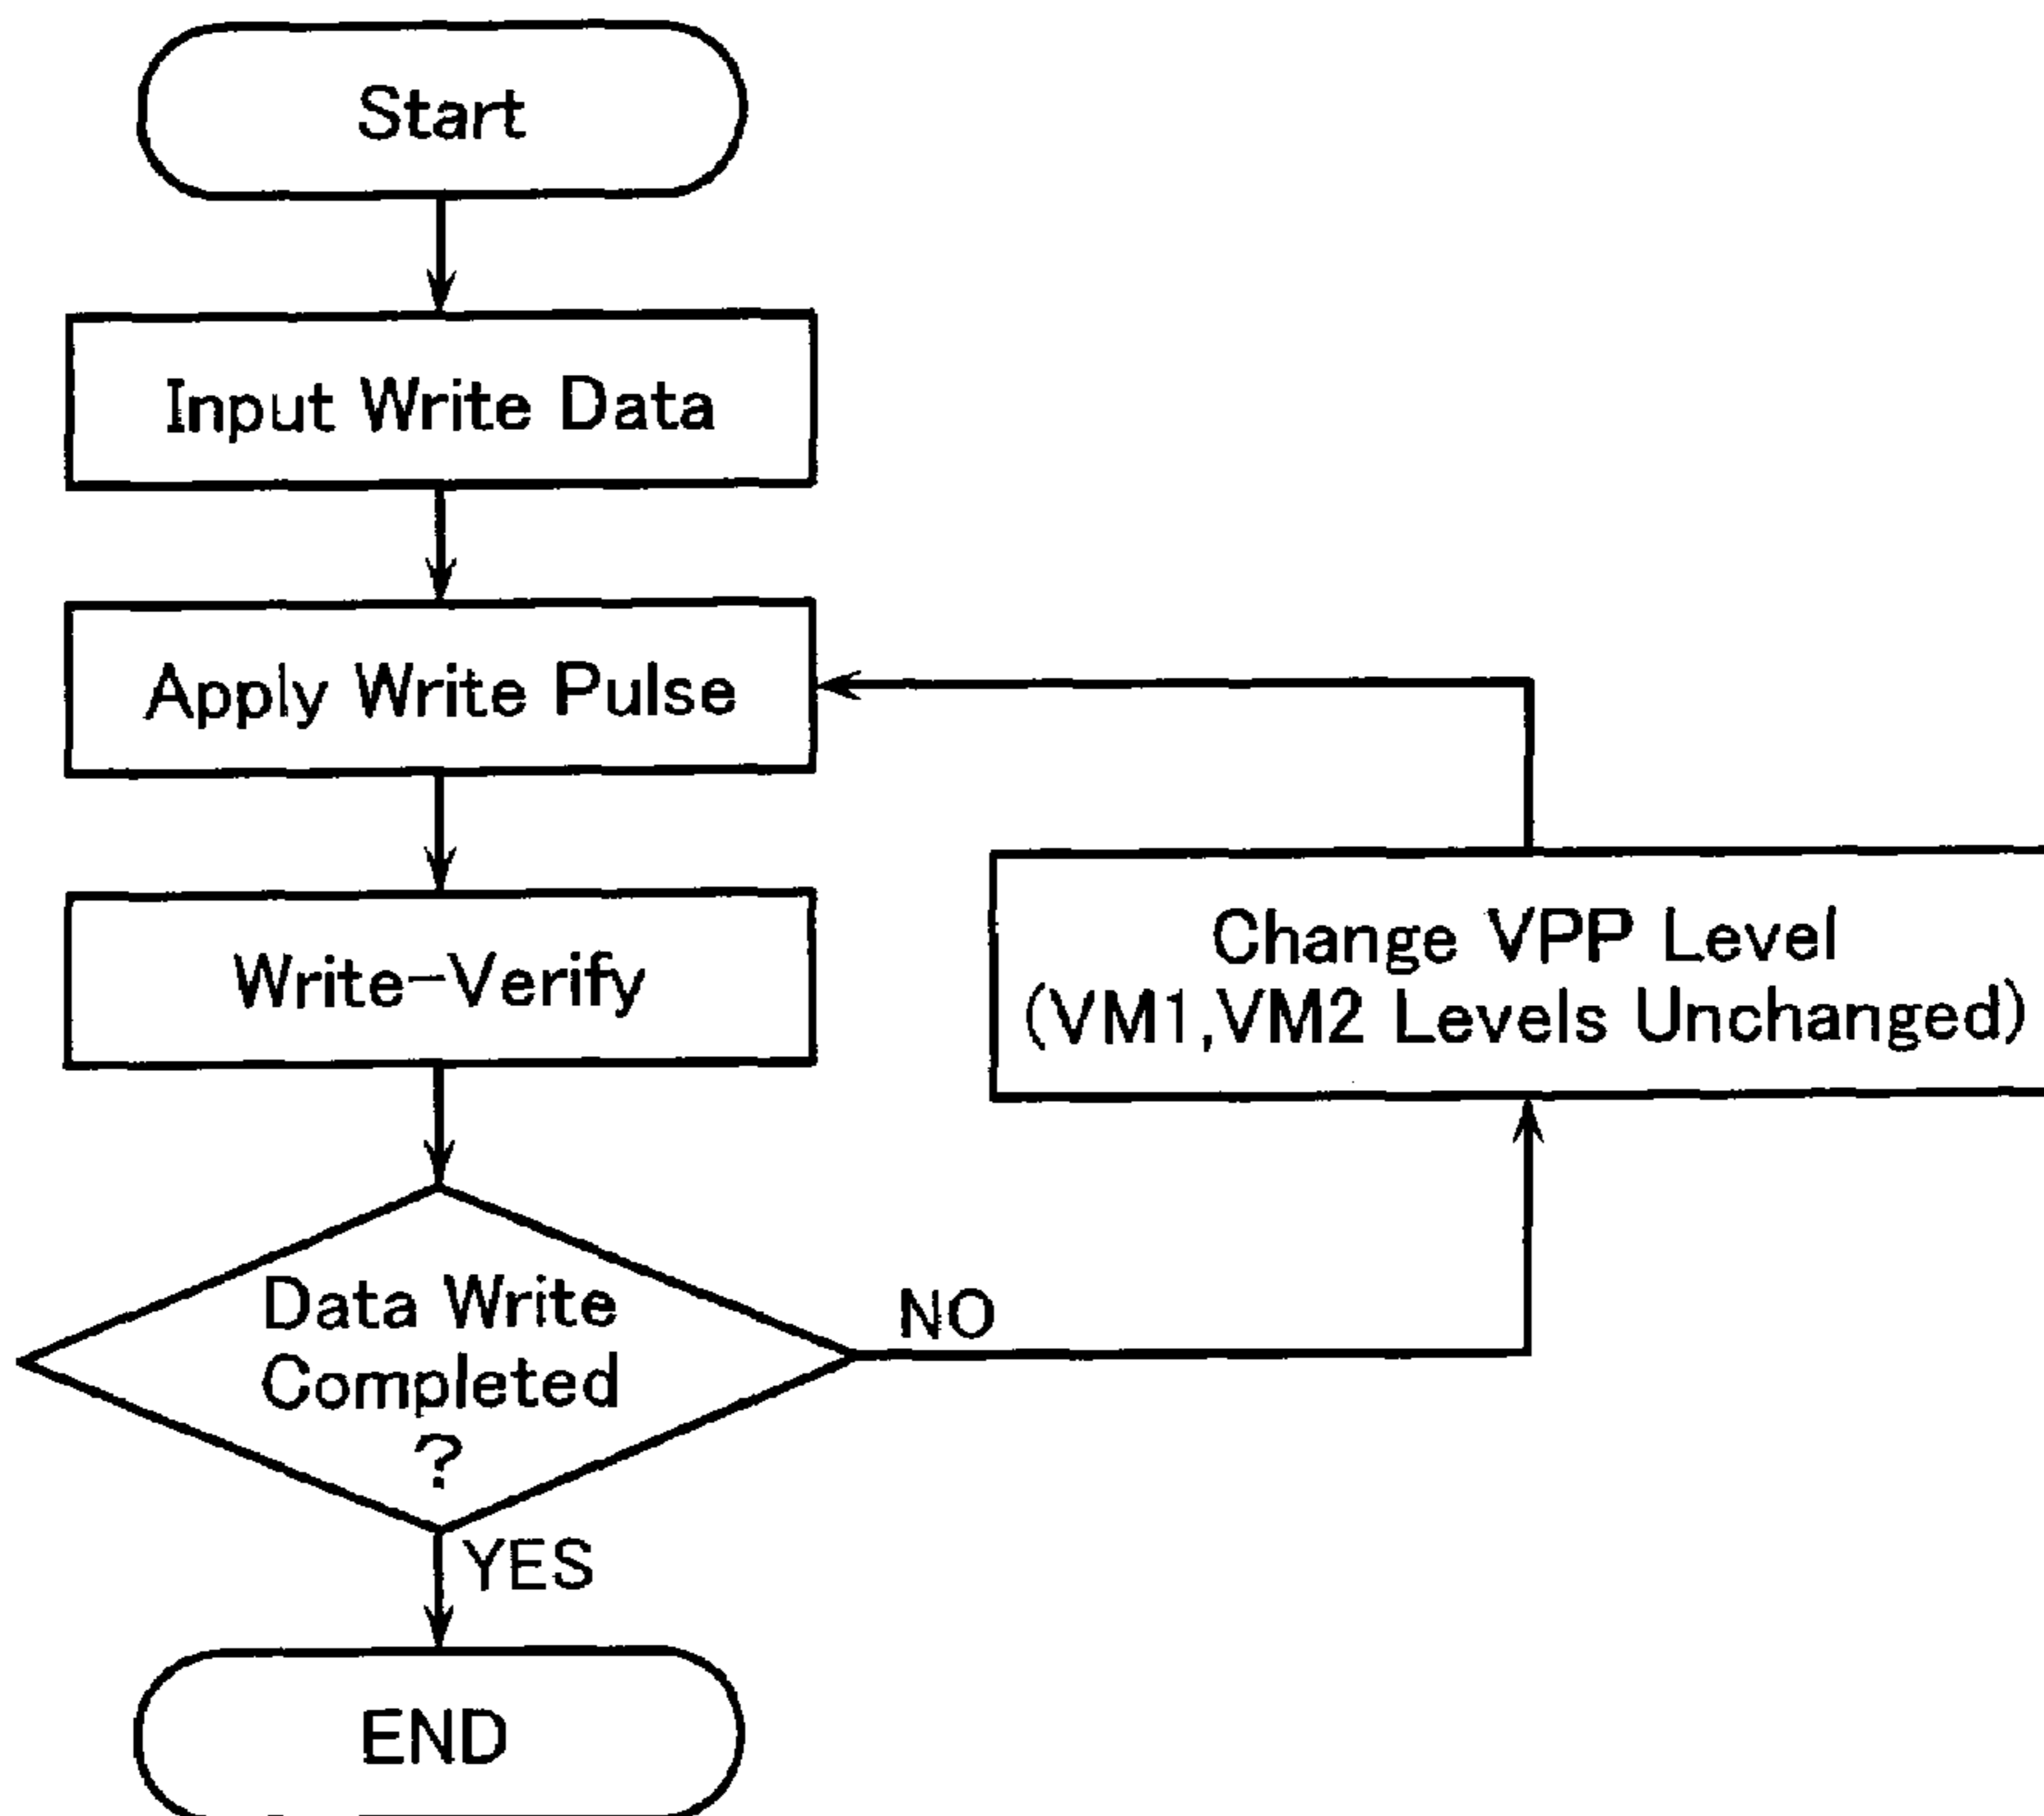 Start
Input Write Data
Apply Write Pulse
Write-Verify
Change VPP Level
(VM1,VM2 Levels Unchanged)
Data Write
Completed
?
NO
YES
END